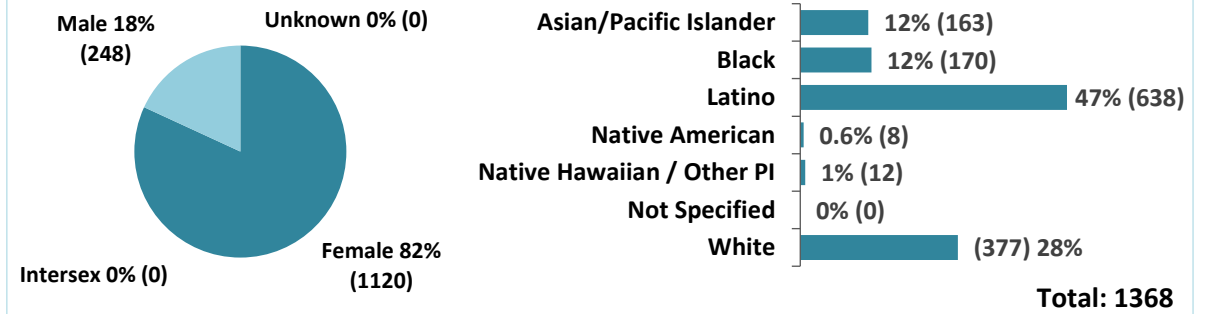 Male 18%
(248)
Unknown 0% (0)
Female 82%
(1120)
Intersex 0% (0)
Asian/Pacific Islander 12% (163)
Black 12% (170)
Latino 47% (638)
Native American 0.6% (8)
Native Hawaiian / Other PI 1% (12)
Not Specified 0% (0)
White (377) 28%
Total: 1368